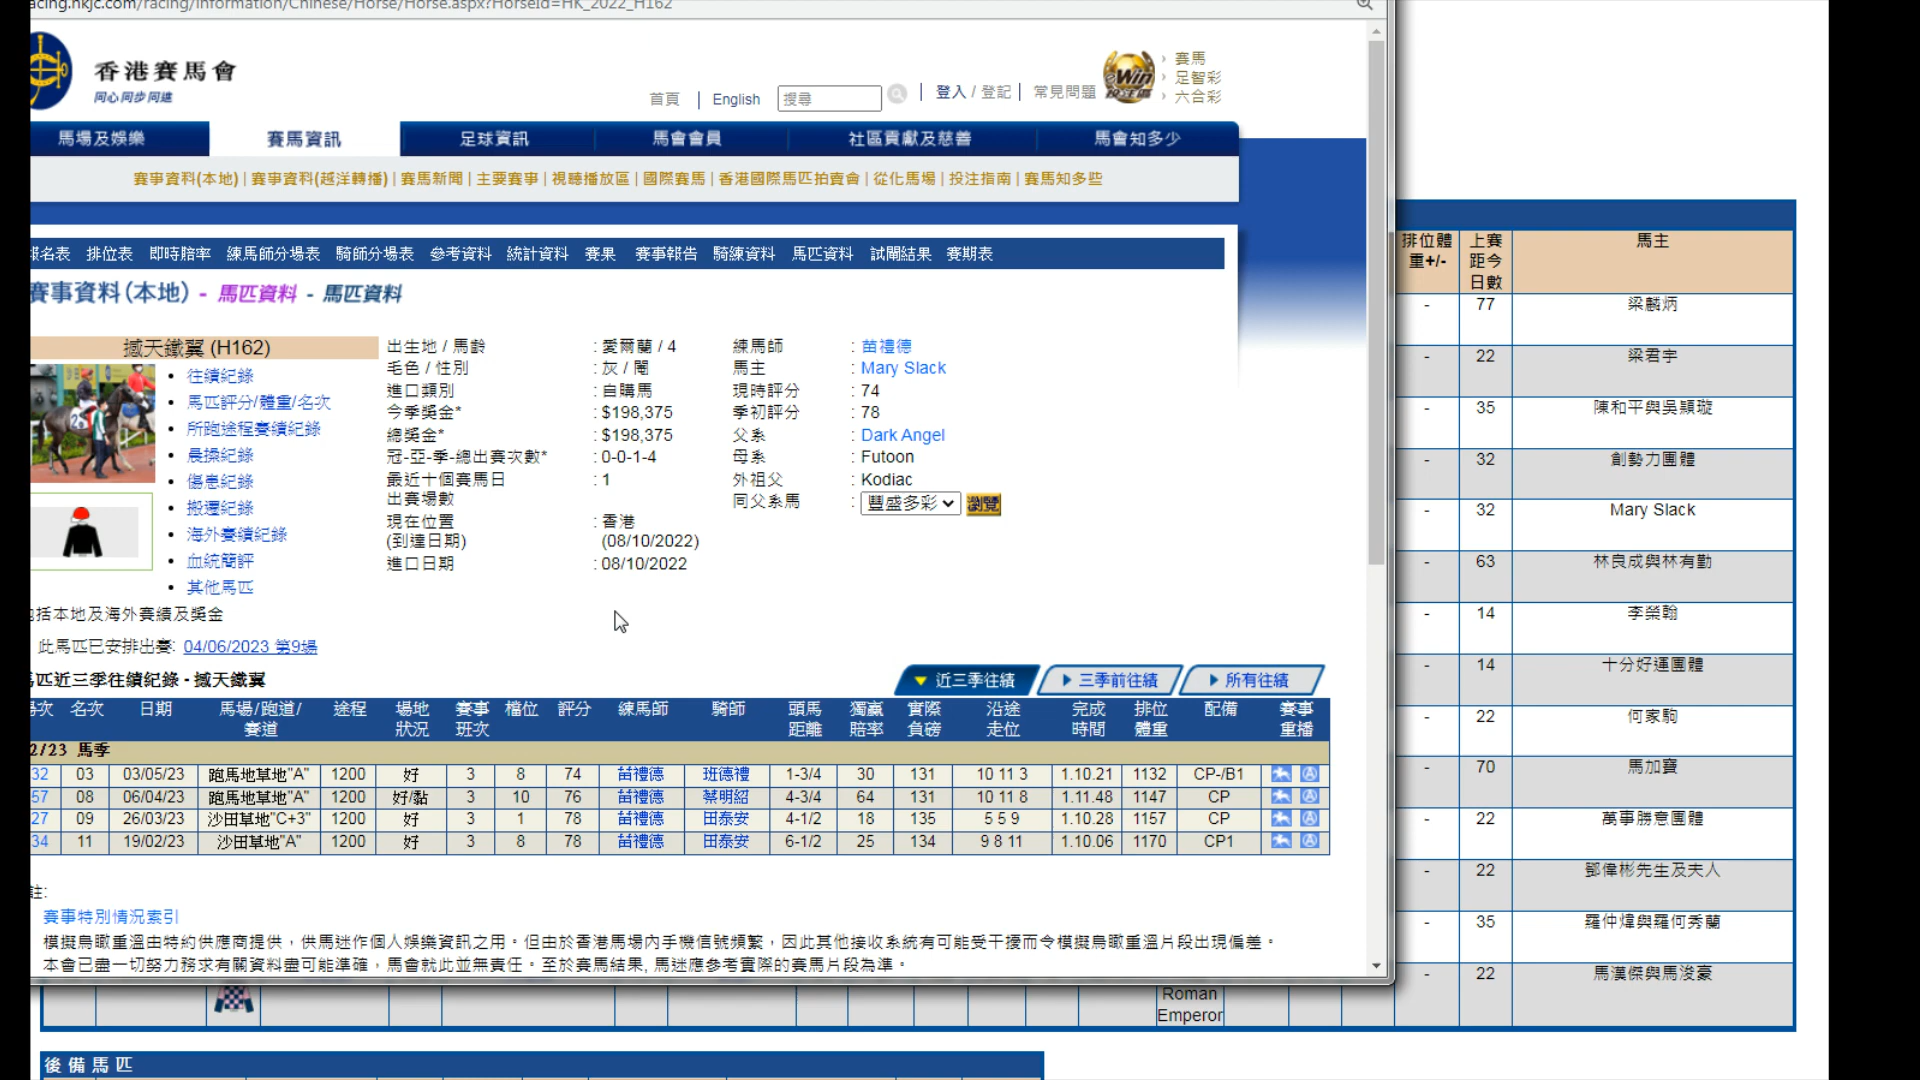 acing.hkjc.com/racing/information/Chinese/Horse/Horse.aspx?HorseId=HK_2022_H162
香港賽馬會
同心同步同進
首頁 | English 搜尋 | 登入 / 登記 | 常見問題
eWin 投注區
賽馬
足智彩
六合彩
馬場及娛樂 賽馬資訊 足球資訊 馬會會員 社區貢獻及慈善 馬會知多少
賽事資料(本地) | 賽事資料(越洋轉播) | 賽馬新聞 | 主要賽事 | 視聽播放區 | 國際賽馬 | 香港國際馬匹拍賣會 | 從化馬場 | 投注指南 | 賽馬知多些
報名表 排位表 即時賠率 練馬師分場表 騎師分場表 參考資料 統計資料 賽果 賽事報告 騎練資料 馬匹資料 試閘結果 賽期表
賽事資料(本地) - 馬匹資料 - 馬匹資料
撼天鐵翼 (H162)
往績紀錄
馬匹評分/體重/名次
所跑途程賽績紀錄
晨操紀錄
傷患紀錄
搬遷紀錄
海外賽績紀錄
血統簡評
其他馬匹
出生地 / 馬齡 : 愛爾蘭 / 4
毛色 / 性別 : 灰 / 閹
進口類別 : 自購馬
今季獎金* : $198,375
總獎金* : $198,375
冠-亞-季-總出賽次數* : 0-0-1-4
最近十個賽馬日 : 1
出賽場數
現在位置 : 香港
(到達日期) (08/10/2022)
進口日期 : 08/10/2022
練馬師 : 苗禮德
馬主 : Mary Slack
現時評分 : 74
季初評分 : 78
父系 : Dark Angel
母系 : Futoon
外祖父 : Kodiac
同父系馬 : 豐盛多彩 瀏覽
包括本地及海外賽績及獎金
此馬匹已安排出賽: 04/06/2023 第9場
馬匹近三季往績紀錄 - 撼天鐵翼
近三季往績 三季前往績 所有往績
場次 名次 日期 馬場/跑道/賽道 途程 場地狀況 賽事班次 檔位 評分 練馬師 騎師 頭馬距離 獨贏賠率 實際負磅 沿途走位 完成時間 排位體重 配備 賽事重播
2/23 馬季
32 03 03/05/23 跑馬地草地"A" 1200 好 3 8 74 苗禮德 班德禮 1-3/4 30 131 10 11 3 1.10.21 1132 CP-/B1
57 08 06/04/23 跑馬地草地"A" 1200 好/黏 3 10 76 苗禮德 蔡明紹 4-3/4 64 131 10 11 8 1.11.48 1147 CP
27 09 26/03/23 沙田草地"C+3" 1200 好 3 1 78 苗禮德 田泰安 4-1/2 18 135 5 5 9 1.10.28 1157 CP
34 11 19/02/23 沙田草地"A" 1200 好 3 8 78 苗禮德 田泰安 6-1/2 25 134 9 8 11 1.10.06 1170 CP1
註:
賽事特別情況索引
模擬鳥瞰重溫由特約供應商提供，供馬迷作個人娛樂資訊之用。但由於香港馬場內手機信號頻繁，因此其他接收系統有可能受干擾而令模擬鳥瞰重溫片段出現偏差。
本會已盡一切努力務求有關資料盡可能準確，馬會就此並無責任。至於賽馬結果, 馬迷應參考實際的賽馬片段為準。
排位體重+/- 上賽距今日數 馬主
- 77 梁麟炳
- 22 梁君宇
- 35 陳和平與吳穎璇
- 32 創勢力團體
- 32 Mary Slack
- 63 林良成與林有勤
- 14 李榮翰
- 14 十分好運團體
- 22 何家駒
- 70 馬加寶
- 22 萬事勝意團體
- 22 鄧偉彬先生及夫人
- 35 羅仲煒與羅何秀蘭
- 22 馬漢傑與馬浚豪
Roman
Emperor
後備馬匹